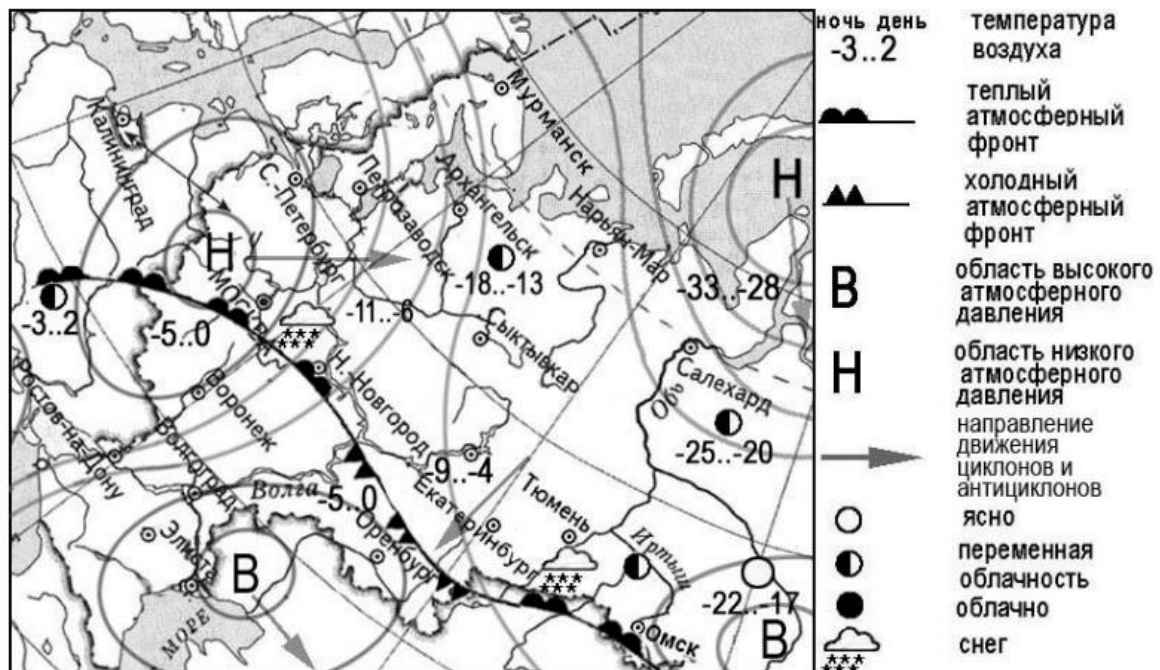 Мурманск
Калининград
С.-Петербург
Петрозаводск
Архангельск
Нарьян-Мар
Н
Н
-18..-13
-33..-28
МОСКВА
-3..2
-5..0
-11..-6
Сыктывкар
Н. Новгород
Салехард
Обь
Воронеж
Ростов-на-Дону
Волгоград
-9..-4
-25..-20
Волга
-5..0
Екатеринбург
Тюмень
Оренбург
Элиста
Иртыш
В
-22..-17
МОРЕ
Омск
В
ночь день
-3..2
температура
воздуха
теплый
атмосферный
фронт
холодный
атмосферный
фронт
В
область высокого
атмосферного
давления
Н
область низкого
атмосферного
давления
направление
движения
циклонов и
антициклонов
ясно
переменная
облачность
облачно
снег